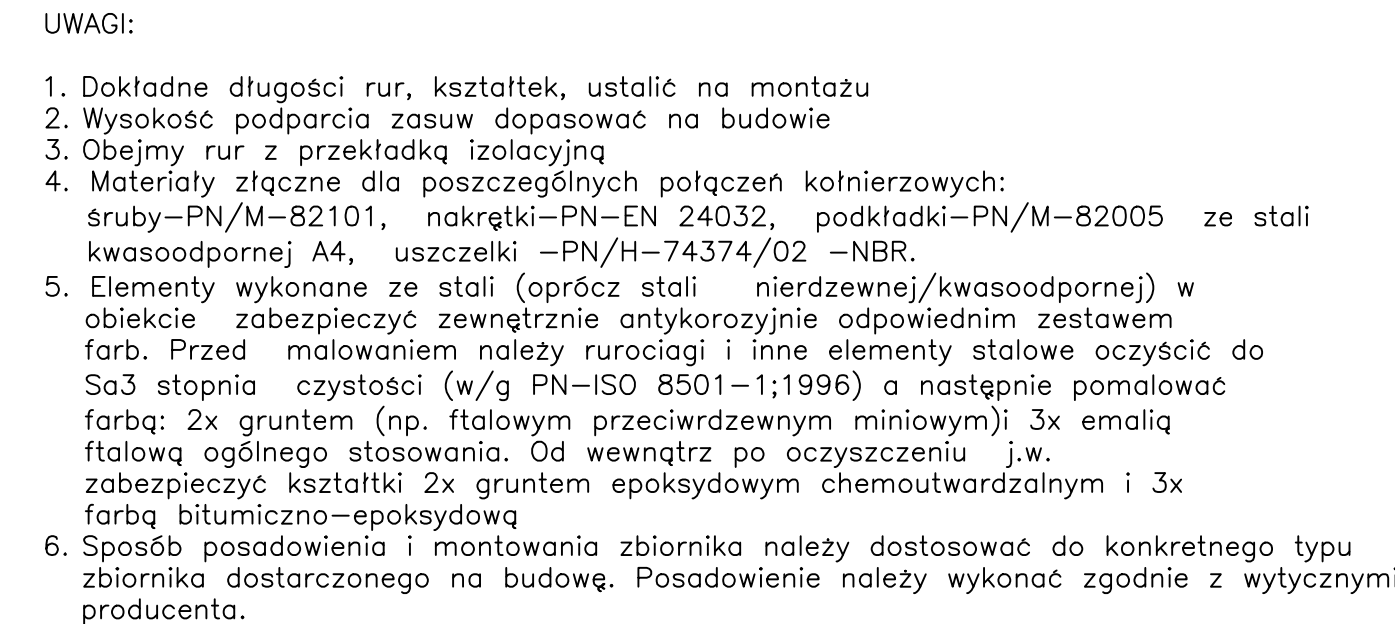 UWAGI:
1. Dokładne długości rur, kształtek, ustalić na montażu
2. Wysokość podparcia zasuw dopasować na budowie
3. Obejmy rur z przekładką izolacyjną
4. Materiały złączne dla poszczególnych połączeń kołnierzowych:
śruby–PN/M–82101, nakrętki–PN–EN 24032, podkładki–PN/M–82005 ze stali
kwasoodpornej A4, uszczelki –PN/H–74374/02 –NBR.
5. Elementy wykonane ze stali (oprócz stali nierdzewnej/kwasoodpornej) w
obiekcie zabezpieczyć zewnętrznie antykorozyjnie odpowiednim zestawem
farb. Przed malowaniem należy rurociagi i inne elementy stalowe oczyścić do
Sa3 stopnia czystości (w/g PN–ISO 8501–1;1996) a następnie pomalować
farbą: 2x gruntem (np. ftalowym przeciwrdzewnym miniowym)i 3x emalią
ftalową ogólnego stosowania. Od wewnątrz po oczyszczeniu j.w.
zabezpieczyć kształtki 2x gruntem epoksydowym chemoutwardzalnym i 3x
farbą bitumiczno–epoksydową
6. Sposób posadowienia i montowania zbiornika należy dostosować do konkretnego typu
zbiornika dostarczonego na budowę. Posadowienie należy wykonać zgodnie z wytycznymi
producenta.